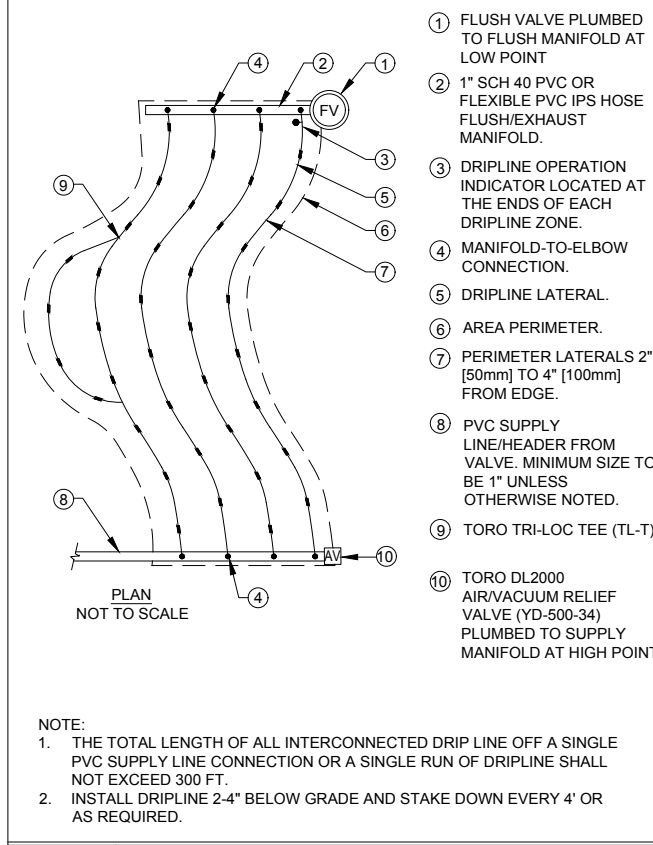 4
2
1
FV
1 FLUSH VALVE PLUMBED
TO FLUSH MANIFOLD AT
LOW POINT
2 1" SCH 40 PVC OR
FLEXIBLE PVC IPS HOSE
FLUSH/EXHAUST
MANIFOLD.
3
5
6
7
9
3 DRIPLINE OPERATION
INDICATOR LOCATED AT
THE ENDS OF EACH
DRIPLINE ZONE.
4 MANIFOLD-TO-ELBOW
CONNECTION.
5 DRIPLINE LATERAL.
6 AREA PERIMETER.
7 PERIMETER LATERALS 2"
[50mm] TO 4" [100mm]
FROM EDGE.
8 PVC SUPPLY
LINE/HEADER FROM
VALVE. MINIMUM SIZE TO
BE 1" UNLESS
OTHERWISE NOTED.
9 TORO TRI-LOC TEE (TL-T)
10 TORO DL2000
AIR/VACUUM RELIEF
VALVE (YD-500-34)
PLUMBED TO SUPPLY
MANIFOLD AT HIGH POINT
8
AV
10
4
PLAN
NOT TO SCALE
NOTE:
1. THE TOTAL LENGTH OF ALL INTERCONNECTED DRIP LINE OFF A SINGLE
PVC SUPPLY LINE CONNECTION OR A SINGLE RUN OF DRIPLINE SHALL
NOT EXCEED 300 FT.
2. INSTALL DRIPLINE 2-4" BELOW GRADE AND STAKE DOWN EVERY 4' OR
AS REQUIRED.